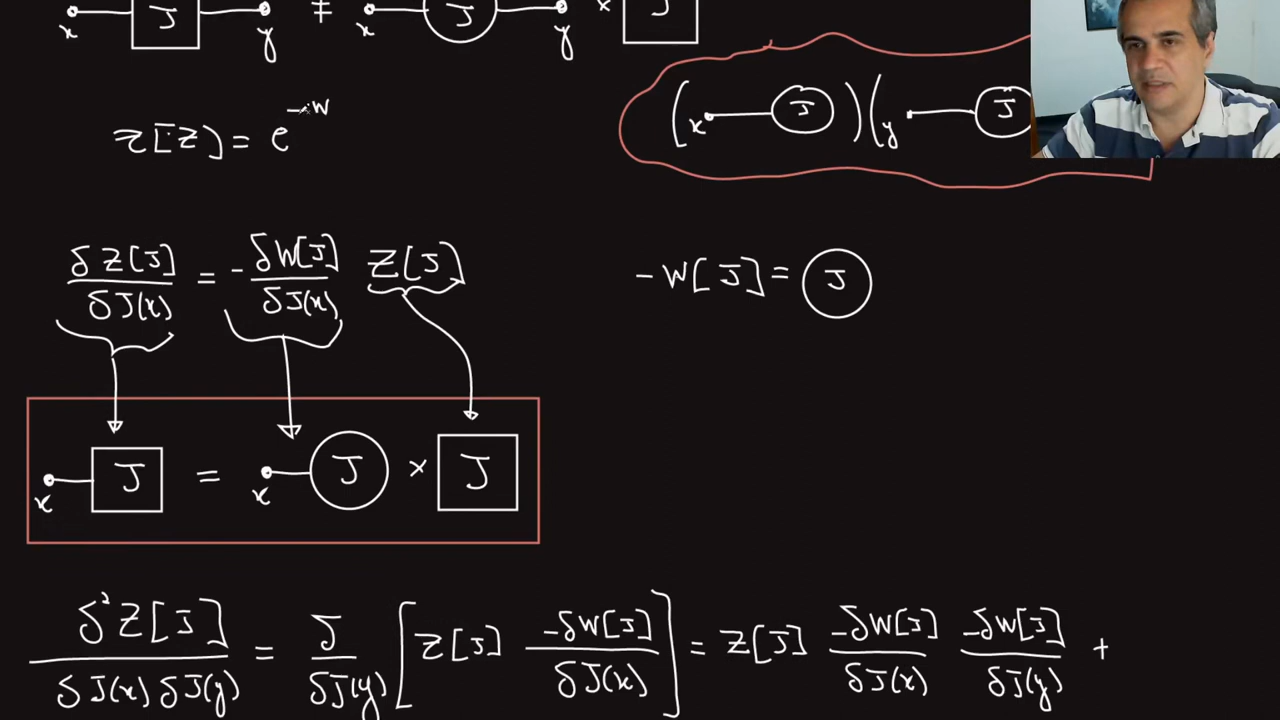 x J y ≠ x J y × J
( x J ) ( y J
z[z) = e^{-W}
δZ[J]/δJ(x) = -δW[J]/δJ(x) Z[J]
-W[J] = J
x J = x J × J
δ²Z[J]/δJ(x)δJ(y) = δ/δJ(y) [ Z[J] -δW[J]/δJ(x) ] = Z[J] -δW[J]/δJ(x) -δW[J]/δJ(y) +